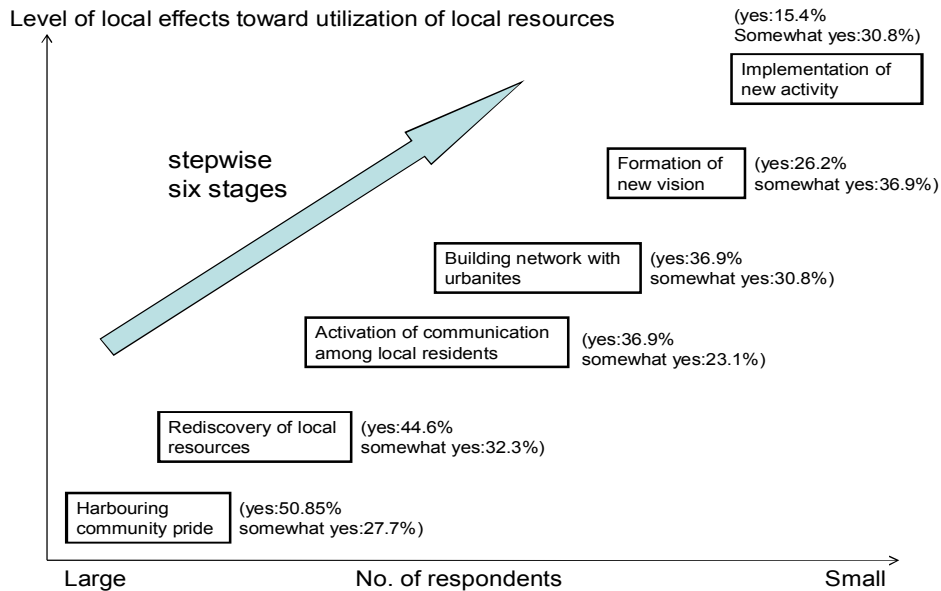 Level of local effects toward utilization of local resources
(yes:15.4%
Somewhat yes:30.8%)
Implementation of
new activity
stepwise
six stages
Formation of
new vision
(yes:26.2%
somewhat yes:36.9%)
Building network with
urbanites
(yes:36.9%
somewhat yes:30.8%)
Activation of communication
among local residents
(yes:36.9%
somewhat yes:23.1%)
Rediscovery of local
resources
(yes:44.6%
somewhat yes:32.3%)
Harbouring
community pride
(yes:50.85%
somewhat yes:27.7%)
Large
No. of respondents
Small